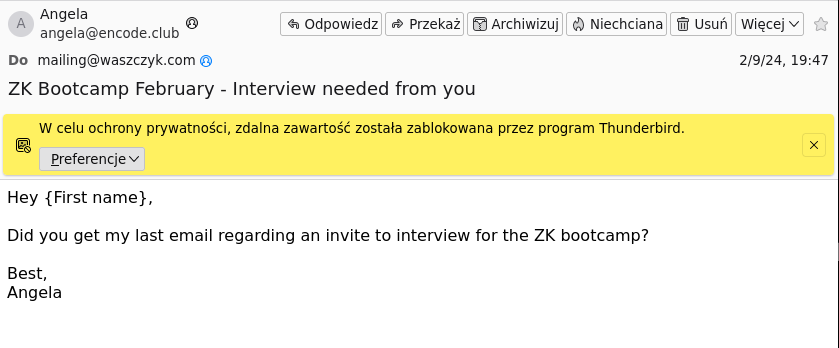 A
Angela
angela@encode.club
Odpowiedz Przekaż Archiwizuj Niechciana Usuń Więcej
Do mailing@waszczyk.com 2/9/24, 19:47
ZK Bootcamp February - Interview needed from you
W celu ochrony prywatności, zdalna zawartość została zablokowana przez program Thunderbird.
Preferencje
Hey {First name},
Did you get my last email regarding an invite to interview for the ZK bootcamp?
Best,
Angela